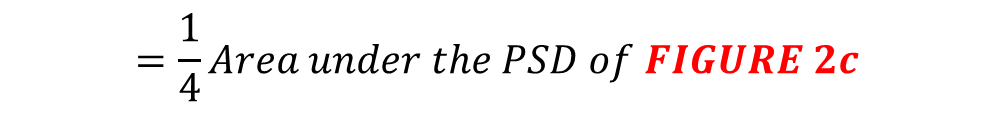 = 1/4 Area under the PSD of FIGURE 2c